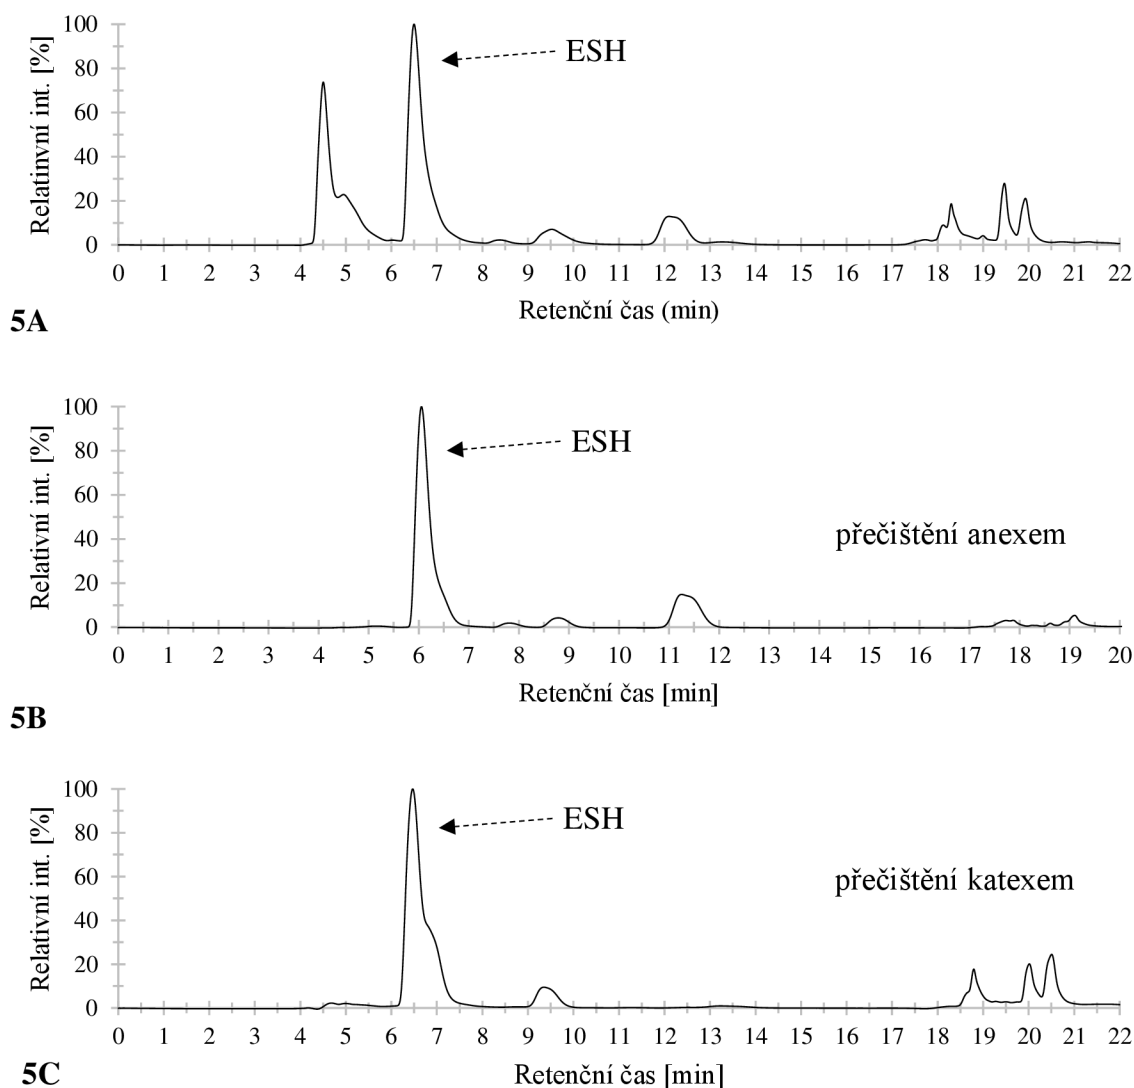 Relatinvní int. [%]
100
80
60
40
20
0
ESH
0 1 2 3 4 5 6 7 8 9 10 11 12 13 14 15 16 17 18 19 20 21 22
Retenční čas (min)
5A
Relativní int. [%]
100
80
60
40
20
0
ESH
přečištění anexem
0 1 2 3 4 5 6 7 8 9 10 11 12 13 14 15 16 17 18 19 20
Retenční čas [min]
5B
Relativní int. [%]
100
80
60
40
20
0
ESH
přečištění katexem
0 1 2 3 4 5 6 7 8 9 10 11 12 13 14 15 16 17 18 19 20 21 22
Retenční čas [min]
5C